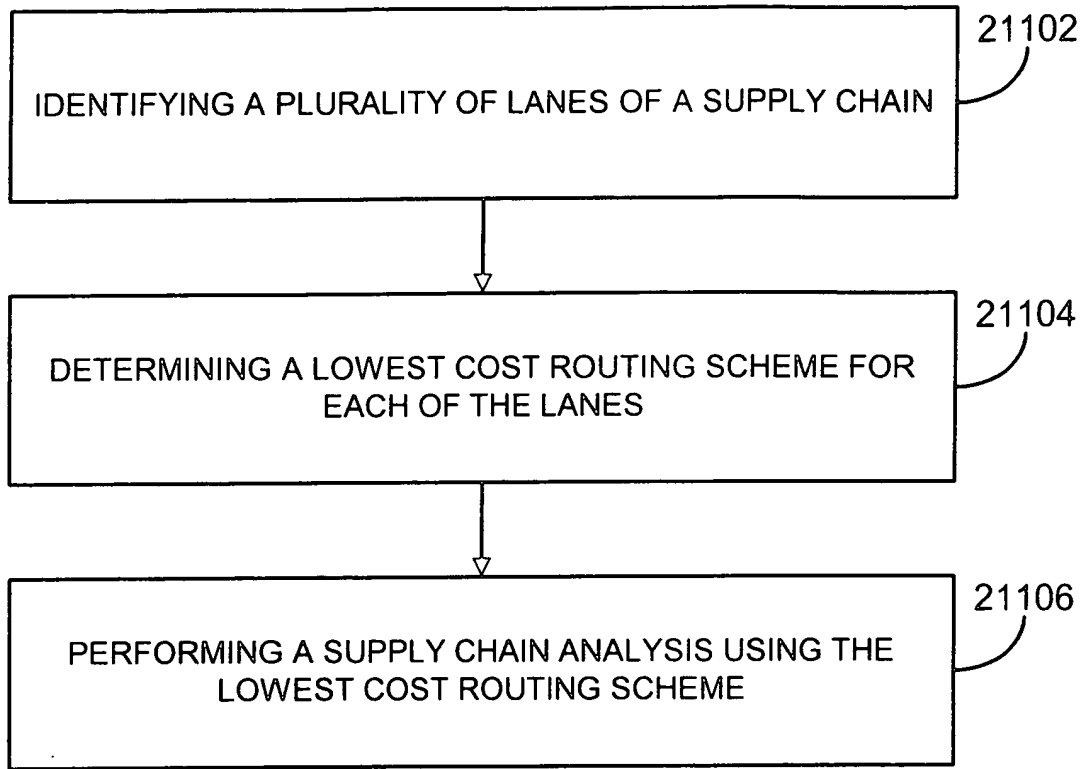 21102
IDENTIFYING A PLURALITY OF LANES OF A SUPPLY CHAIN
21104
DETERMINING A LOWEST COST ROUTING SCHEME FOR
EACH OF THE LANES
21106
PERFORMING A SUPPLY CHAIN ANALYSIS USING THE
LOWEST COST ROUTING SCHEME